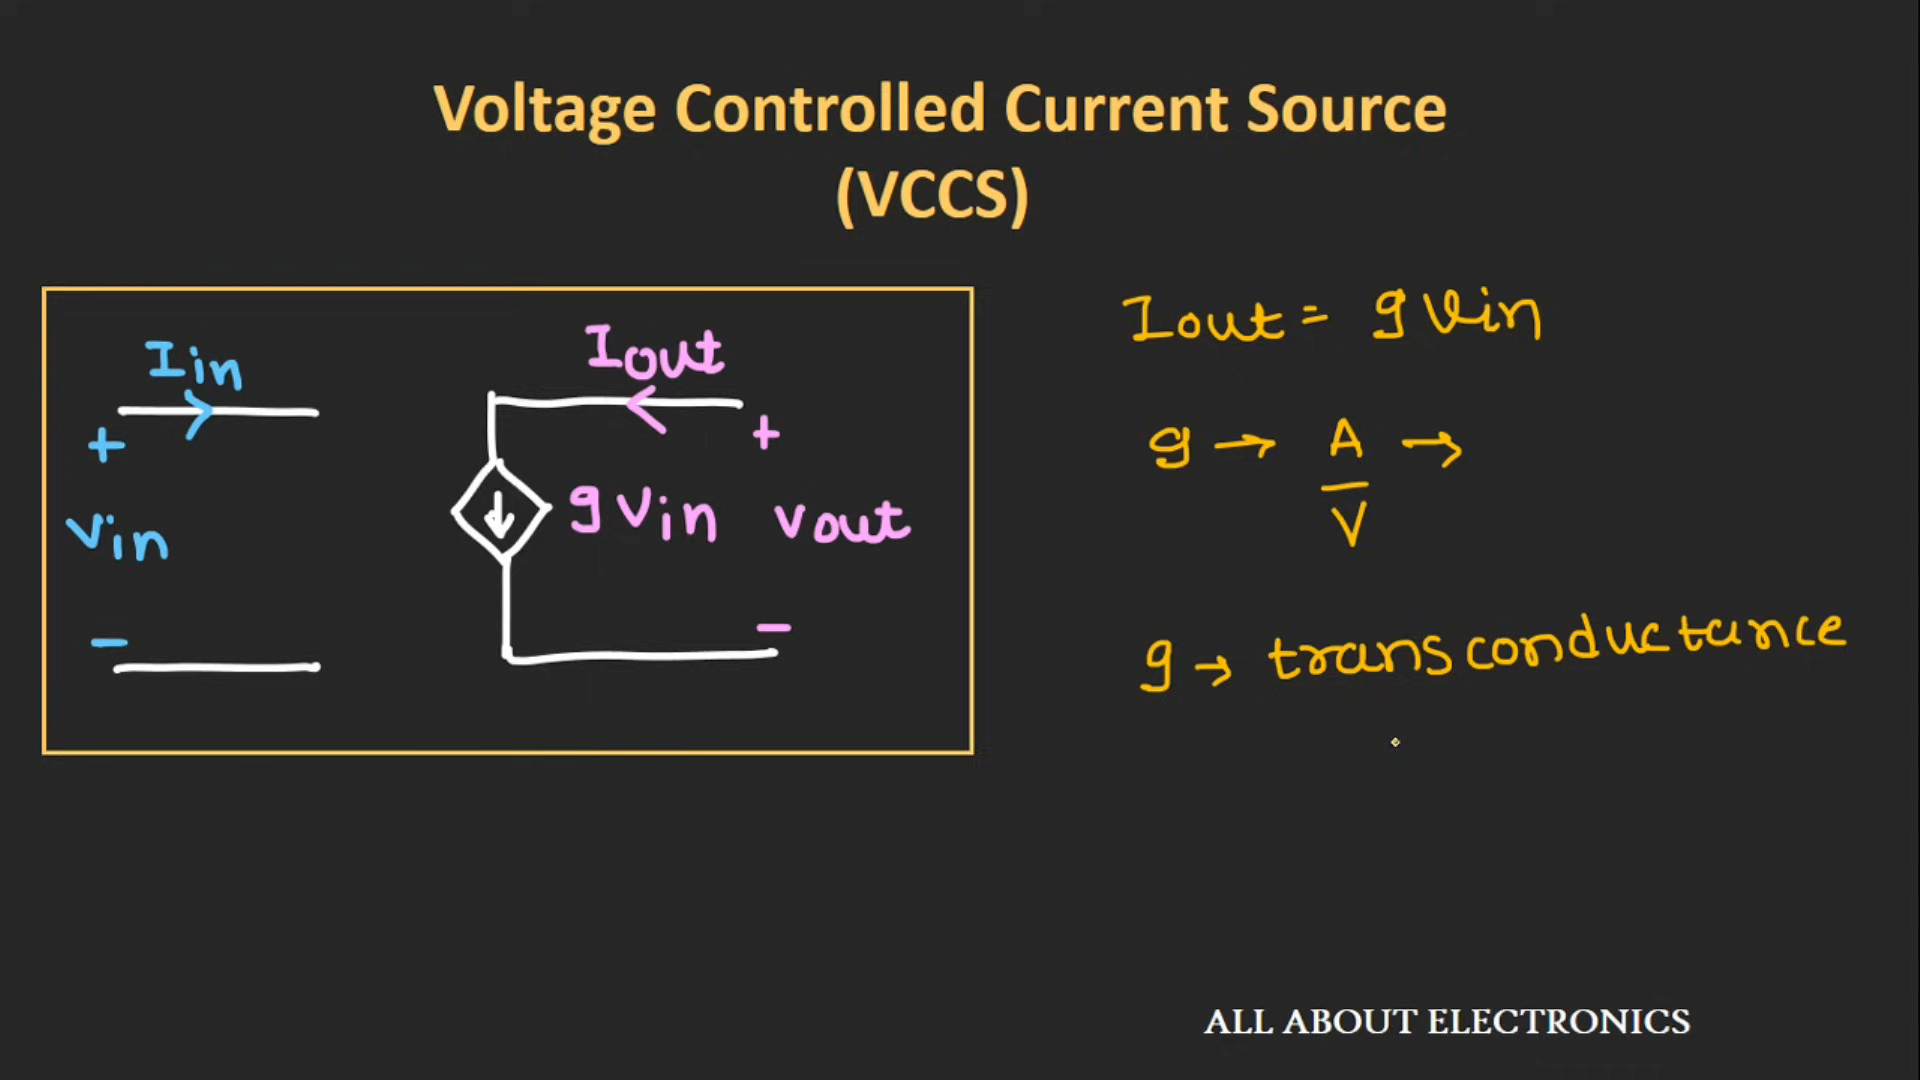 Voltage Controlled Current Source
(VCCS)
Iin
+
Vin
-
Iout
+
gVin
Vout
-
Iout = gVin
g → A/V →
g → transconductance
ALL ABOUT ELECTRONICS